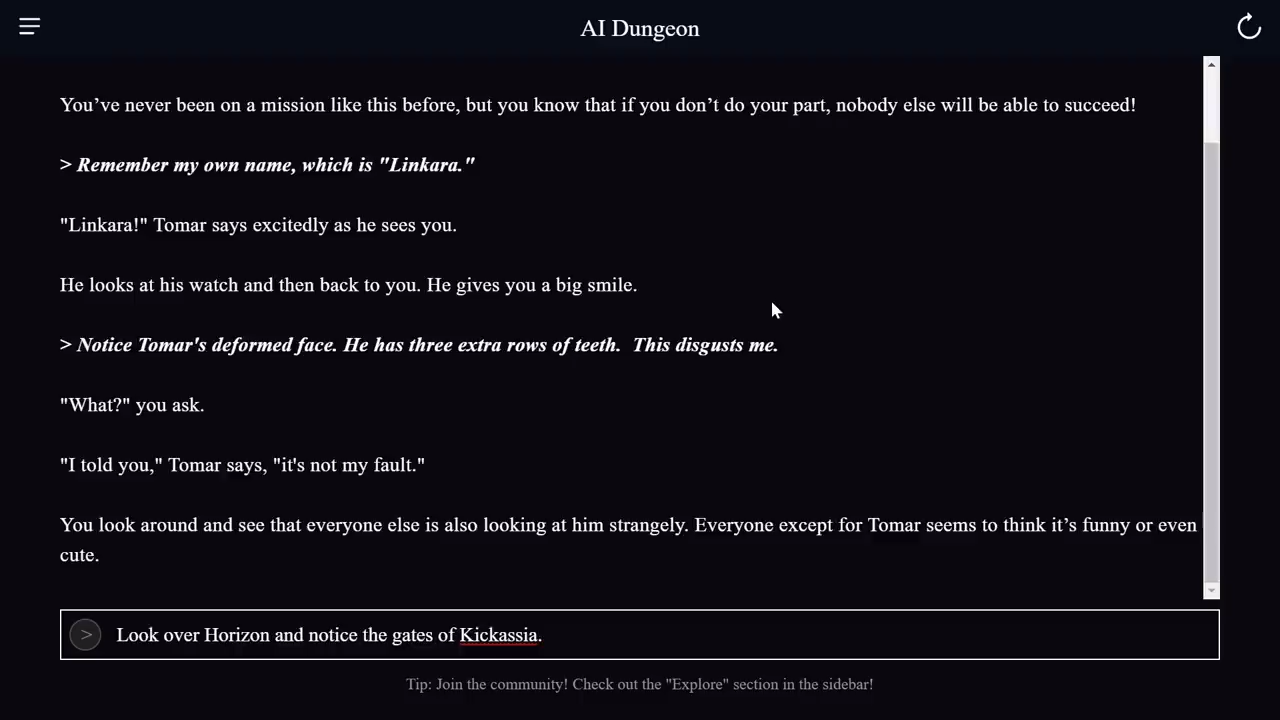 AI Dungeon
You’ve never been on a mission like this before, but you know that if you don’t do your part, nobody else will be able to succeed!
> Remember my own name, which is "Linkara."
"Linkara!" Tomar says excitedly as he sees you.
He looks at his watch and then back to you. He gives you a big smile.
> Notice Tomar's deformed face. He has three extra rows of teeth.  This disgusts me.
"What?" you ask.
"I told you," Tomar says, "it's not my fault."
You look around and see that everyone else is also looking at him strangely. Everyone except for Tomar seems to think it’s funny or even
cute.
> Look over Horizon and notice the gates of Kickassia.
Tip: Join the community! Check out the "Explore" section in the sidebar!